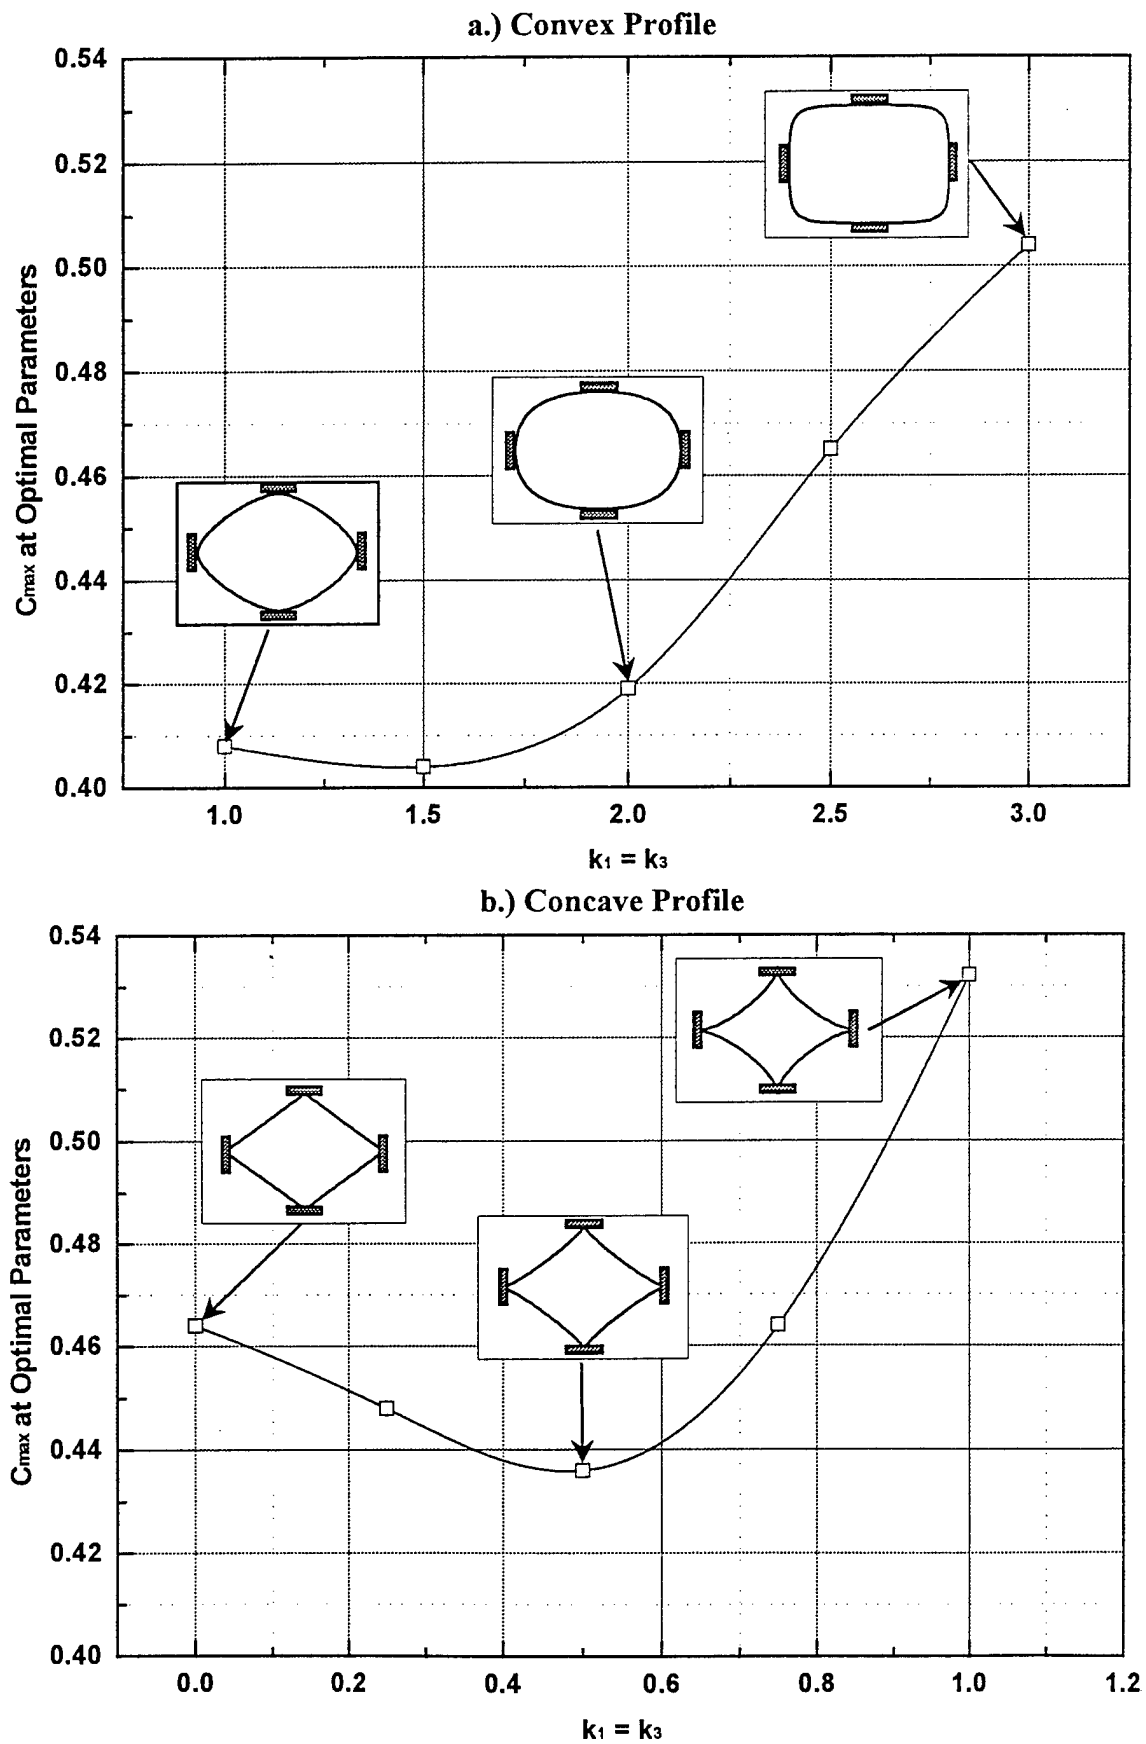 a.) Convex Profile
0.54
0.52
0.50
0.48
0.46
0.44
0.42
0.40
Cmax at Optimal Parameters
1.0 1.5 2.0 2.5 3.0
k1 = k3
b.) Concave Profile
0.54
0.52
0.50
0.48
0.46
0.44
0.42
0.40
Cmax at Optimal Parameters
0.0 0.2 0.4 0.6 0.8 1.0 1.2
k1 = k3